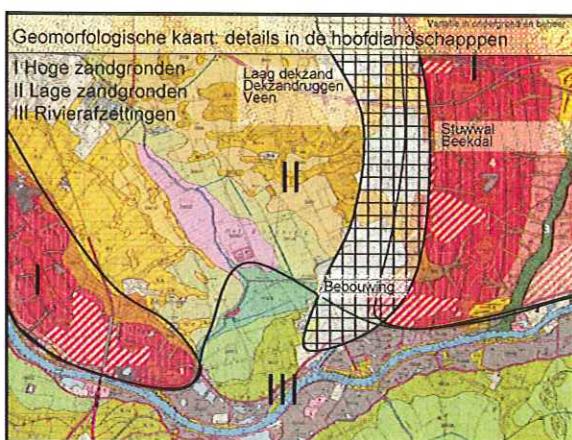 Variatie in ondergrond en beheer
Geomorfologische kaart: details in de hoofdlandschapppen
I Hoge zandgronden
II Lage zandgronden
III Rivierafzettingen
Laag dekzand
Dekzandruggen
Veen
I
Stuwwal
Beekdal
II
I
Bebouwing
III